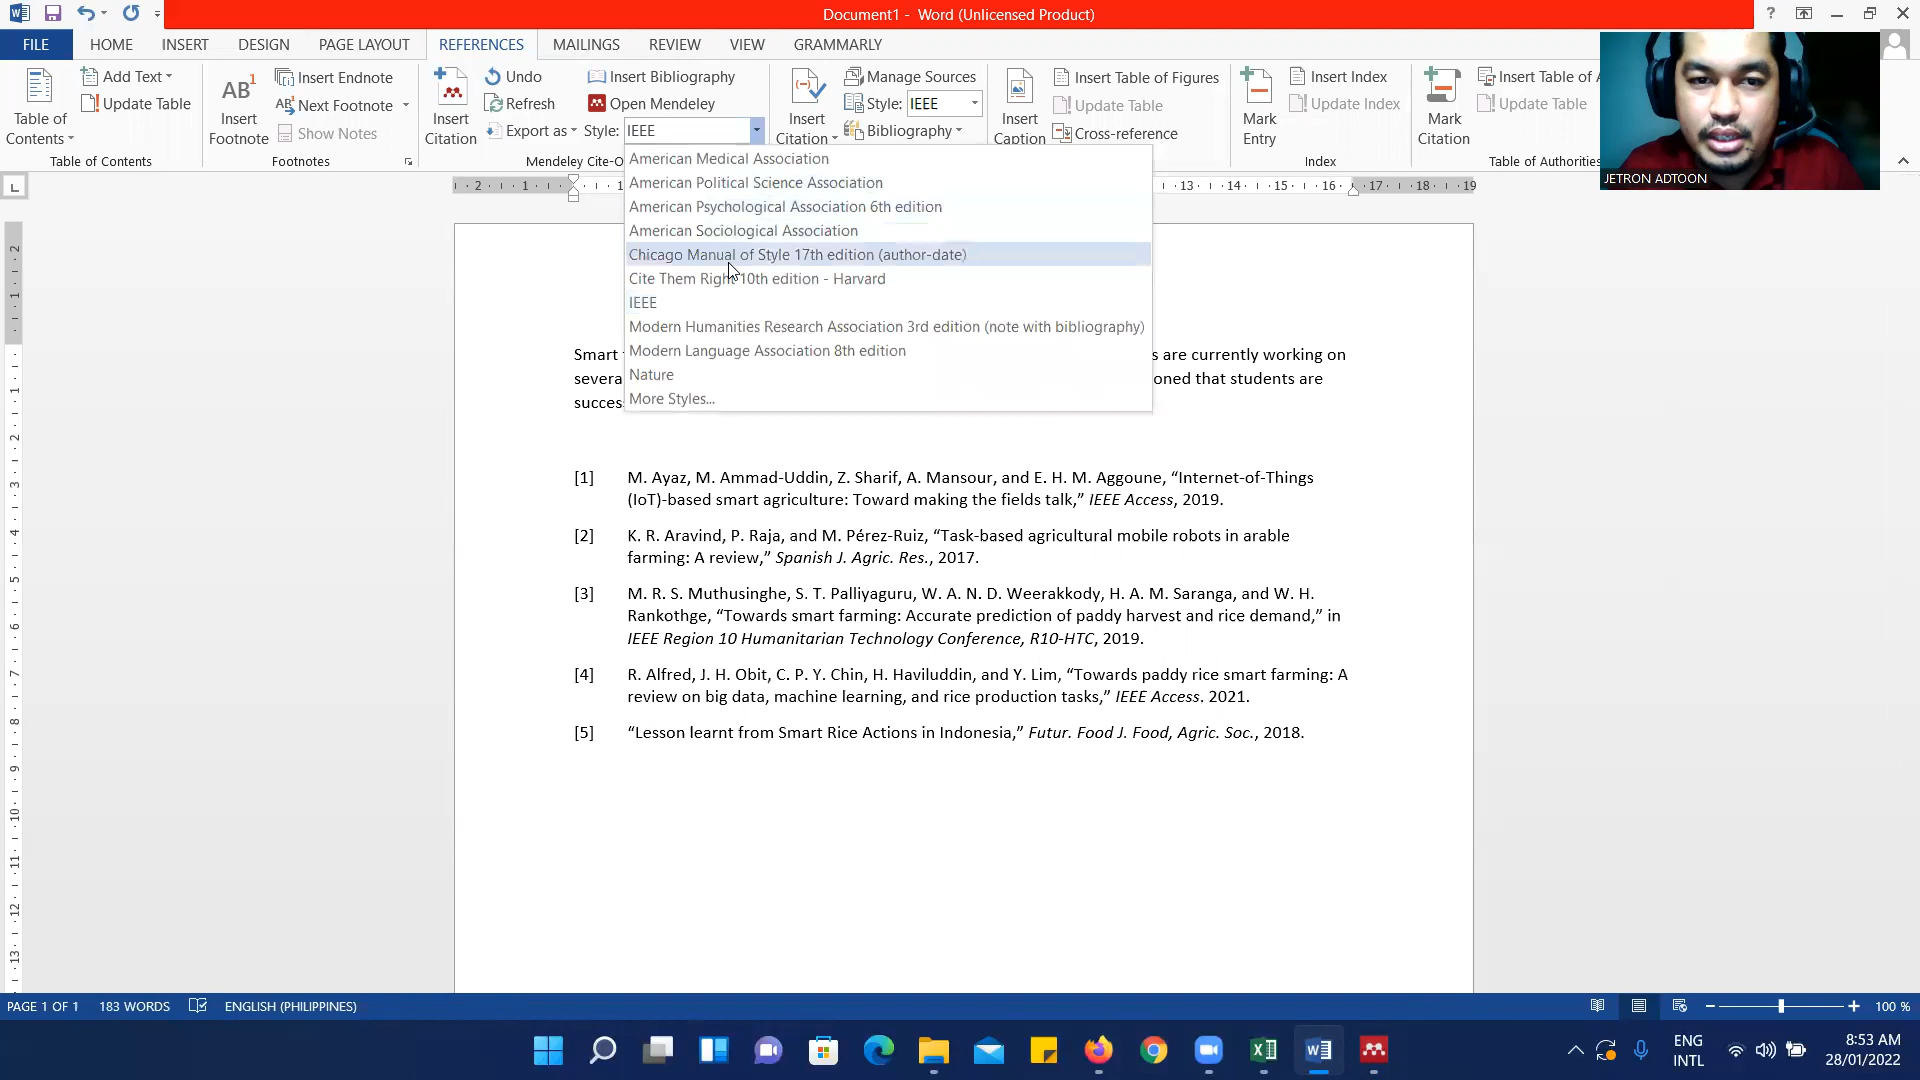 Document1 - Word (Unlicensed Product)
FILE HOME INSERT DESIGN PAGE LAYOUT REFERENCES MAILINGS REVIEW VIEW GRAMMARLY
Table of Contents
Add Text
Update Table
Table of Contents
AB1
Insert Footnote
Insert Endnote
AB1 Next Footnote
Show Notes
Footnotes
Insert Citation
Undo
Refresh
Export as
Insert Bibliography
Open Mendeley
Style: IEEE
Mendeley Cite-O
Insert Citation
Manage Sources
Style: IEEE
Bibliography
Insert Caption
Insert Table of Figures
Update Table
Cross-reference
Mark Entry
Insert Index
Update Index
Index
Mark Citation
Insert Table of A
Update Table
Table of Authorities
JETRON ADTOON
American Medical Association
American Political Science Association
American Psychological Association 6th edition
American Sociological Association
Chicago Manual of Style 17th edition (author-date)
Cite Them Right 10th edition - Harvard
IEEE
Modern Humanities Research Association 3rd edition (note with bibliography)
Modern Language Association 8th edition
Nature
More Styles...
Smart s are currently working on
severa oned that students are
succes
[1] M. Ayaz, M. Ammad-Uddin, Z. Sharif, A. Mansour, and E. H. M. Aggoune, “Internet-of-Things
(IoT)-based smart agriculture: Toward making the fields talk,” IEEE Access, 2019.
[2] K. R. Aravind, P. Raja, and M. Pérez-Ruiz, “Task-based agricultural mobile robots in arable
farming: A review,” Spanish J. Agric. Res., 2017.
[3] M. R. S. Muthusinghe, S. T. Palliyaguru, W. A. N. D. Weerakkody, H. A. M. Saranga, and W. H.
Rankothge, “Towards smart farming: Accurate prediction of paddy harvest and rice demand,” in
IEEE Region 10 Humanitarian Technology Conference, R10-HTC, 2019.
[4] R. Alfred, J. H. Obit, C. P. Y. Chin, H. Haviluddin, and Y. Lim, “Towards paddy rice smart farming: A
review on big data, machine learning, and rice production tasks,” IEEE Access. 2021.
[5] “Lesson learnt from Smart Rice Actions in Indonesia,” Futur. Food J. Food, Agric. Soc., 2018.
PAGE 1 OF 1 183 WORDS ENGLISH (PHILIPPINES) 100 %
ENG
INTL
8:53 AM
28/01/2022